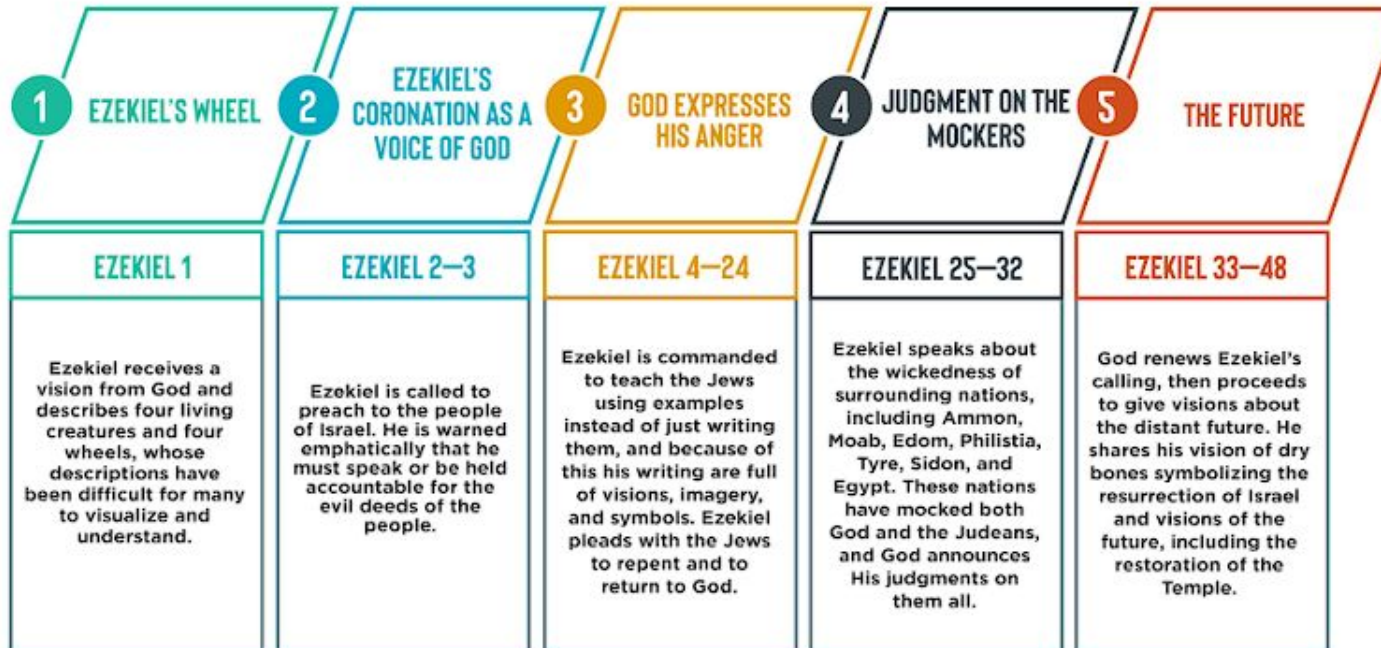 1
EZEKIEL'S WHEEL
2
EZEKIEL'S
CORONATION AS A
VOICE OF GOD
3
GOD EXPRESSES
HIS ANGER
4
JUDGMENT ON THE
MOCKERS
5
THE FUTURE
EZEKIEL 1
Ezekiel receives a
vision from God and
describes four living
creatures and four
wheels, whose
descriptions have
been difficult for many
to visualize and
understand.
EZEKIEL 2—3
Ezekiel is called to
preach to the people
of Israel. He is warned
emphatically that he
must speak or be held
accountable for the
evil deeds of the
people.
EZEKIEL 4—24
Ezekiel is commanded
to teach the Jews
using examples
instead of just writing
them, and because of
this his writing are full
of visions, imagery,
and symbols. Ezekiel
pleads with the Jews
to repent and to
return to God.
EZEKIEL 25—32
Ezekiel speaks about
the wickedness of
surrounding nations,
including Ammon,
Moab, Edom, Philistia,
Tyre, Sidon, and
Egypt. These nations
have mocked both
God and the Judeans,
and God announces
His judgments on
them all.
EZEKIEL 33—48
God renews Ezekiel's
calling, then proceeds
to give visions about
the distant future. He
shares his vision of dry
bones symbolizing the
resurrection of Israel
and visions of the
future, including the
restoration of the
Temple.